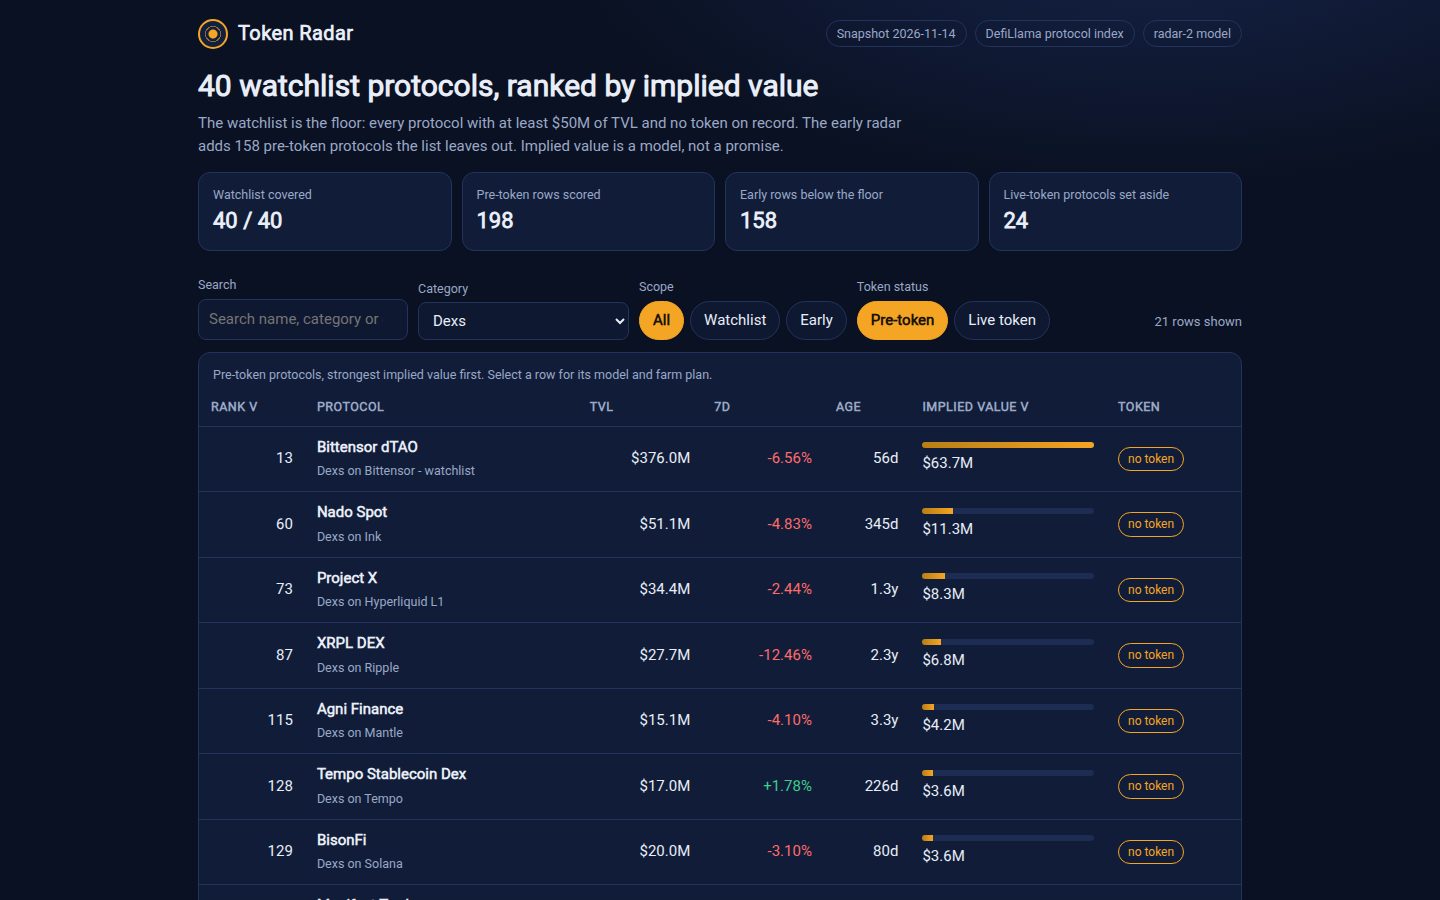 Token Radar
Snapshot 2026-11-14
DefiLlama protocol index
radar-2 model
40 watchlist protocols, ranked by implied value
The watchlist is the floor: every protocol with at least $50M of TVL and no token on record. The early radar
adds 158 pre-token protocols the list leaves out. Implied value is a model, not a promise.
Watchlist covered
40 / 40
Pre-token rows scored
198
Early rows below the floor
158
Live-token protocols set aside
24
Search
Search name, category or
Category
Dexs
Scope
All
Watchlist
Early
Token status
Pre-token
Live token
21 rows shown
Pre-token protocols, strongest implied value first. Select a row for its model and farm plan.
RANK V PROTOCOL TVL 7D AGE IMPLIED VALUE V TOKEN
13 Bittensor dTAO $376.0M -6.56% 56d $63.7M no token
Dexs on Bittensor - watchlist
60 Nado Spot $51.1M -4.83% 345d $11.3M no token
Dexs on Ink
73 Project X $34.4M -2.44% 1.3y $8.3M no token
Dexs on Hyperliquid L1
87 XRPL DEX $27.7M -12.46% 2.3y $6.8M no token
Dexs on Ripple
115 Agni Finance $15.1M -4.10% 3.3y $4.2M no token
Dexs on Mantle
128 Tempo Stablecoin Dex $17.0M +1.78% 226d $3.6M no token
Dexs on Tempo
129 BisonFi $20.0M -3.10% 80d $3.6M no token
Dexs on Solana